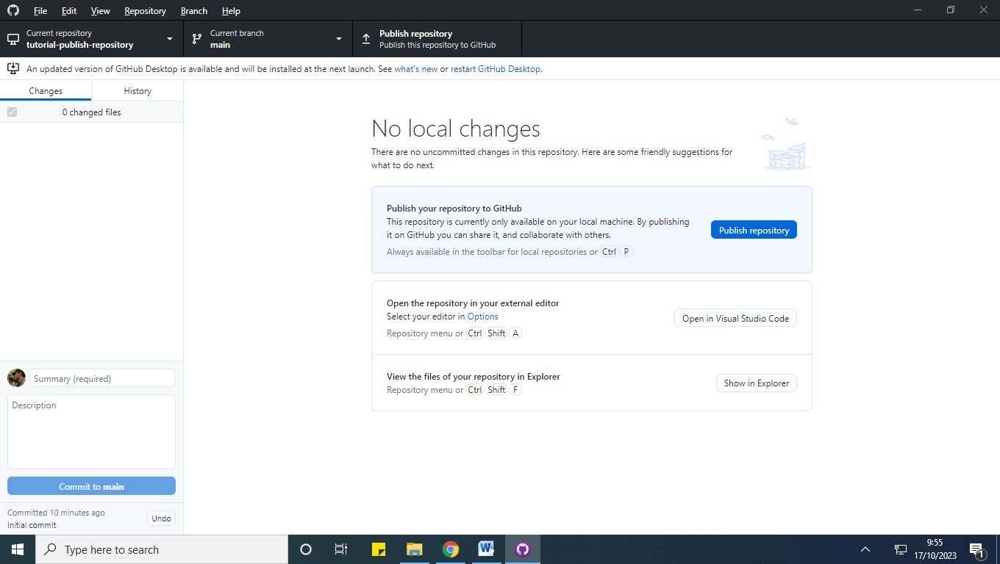 File Edit View Repository Branch Help
Current repository
tutorial-publish-repository
Current branch
main
Publish repository
Publish this repository to GitHub
An updated version of GitHub Desktop is available and will be installed at the next launch. See what's new or restart GitHub Desktop.
Changes History
0 changed files
No local changes
There are no uncommitted changes in this repository. Here are some friendly suggestions for
what to do next.
Publish your repository to GitHub
This repository is currently only available on your local machine. By publishing
it on GitHub you can share it, and collaborate with others.
Always available in the toolbar for local repositories or Ctrl P
Publish repository
Open the repository in your external editor
Select your editor in Options
Repository menu or Ctrl Shift A
Open in Visual Studio Code
View the files of your repository in Explorer
Repository menu or Ctrl Shift F
Show in Explorer
Summary (required)
Description
Commit to main
Committed 10 minutes ago
Initial commit
Undo
Type here to search
W
9:55
17/10/2023
1